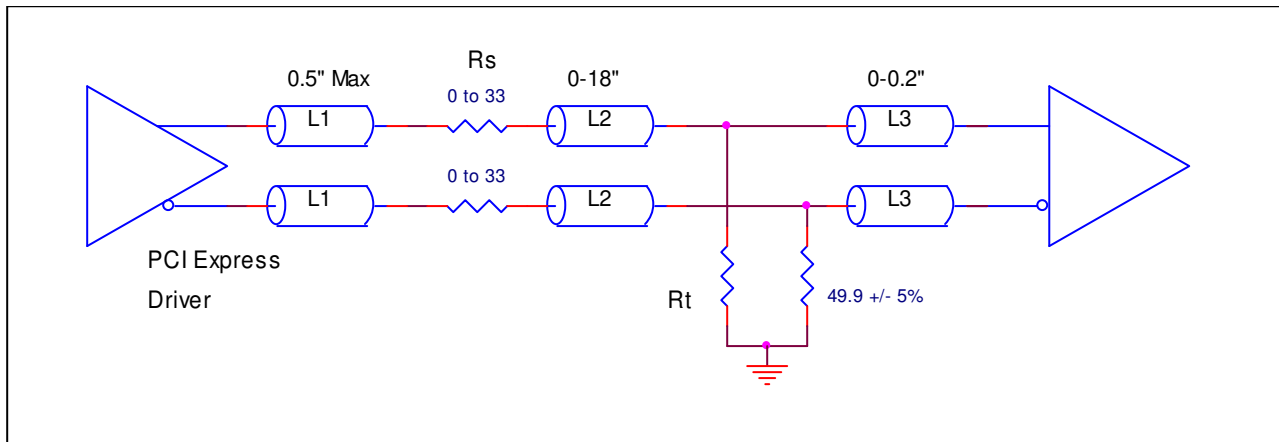 Rs
0.5" Max
0-18"
0-0.2"
0 to 33
L1
L2
L3
0 to 33
L1
L2
L3
PCI Express
Driver
Rt
49.9 +/- 5%